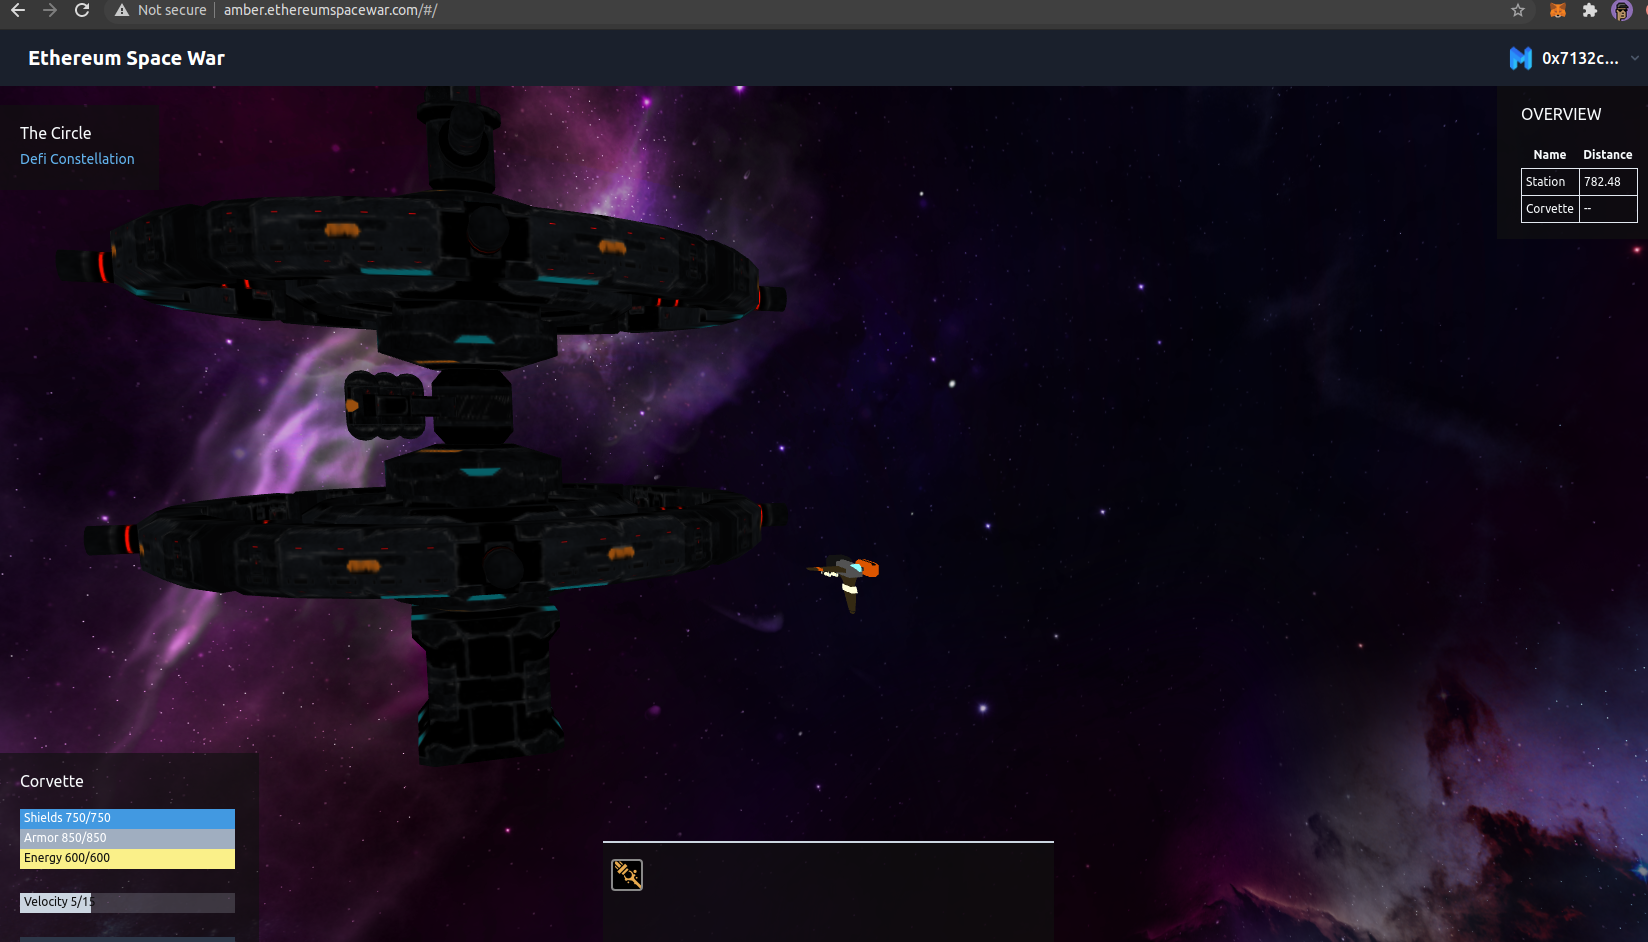 Not secure
amber.ethereumspacewar.com/#/
Ethereum Space War
0x7132c...
The Circle
Defi Constellation
OVERVIEW
Name Distance
Station 782.48
Corvette --
Corvette
Shields 750/750
Armor 850/850
Energy 600/600
Velocity 5/15